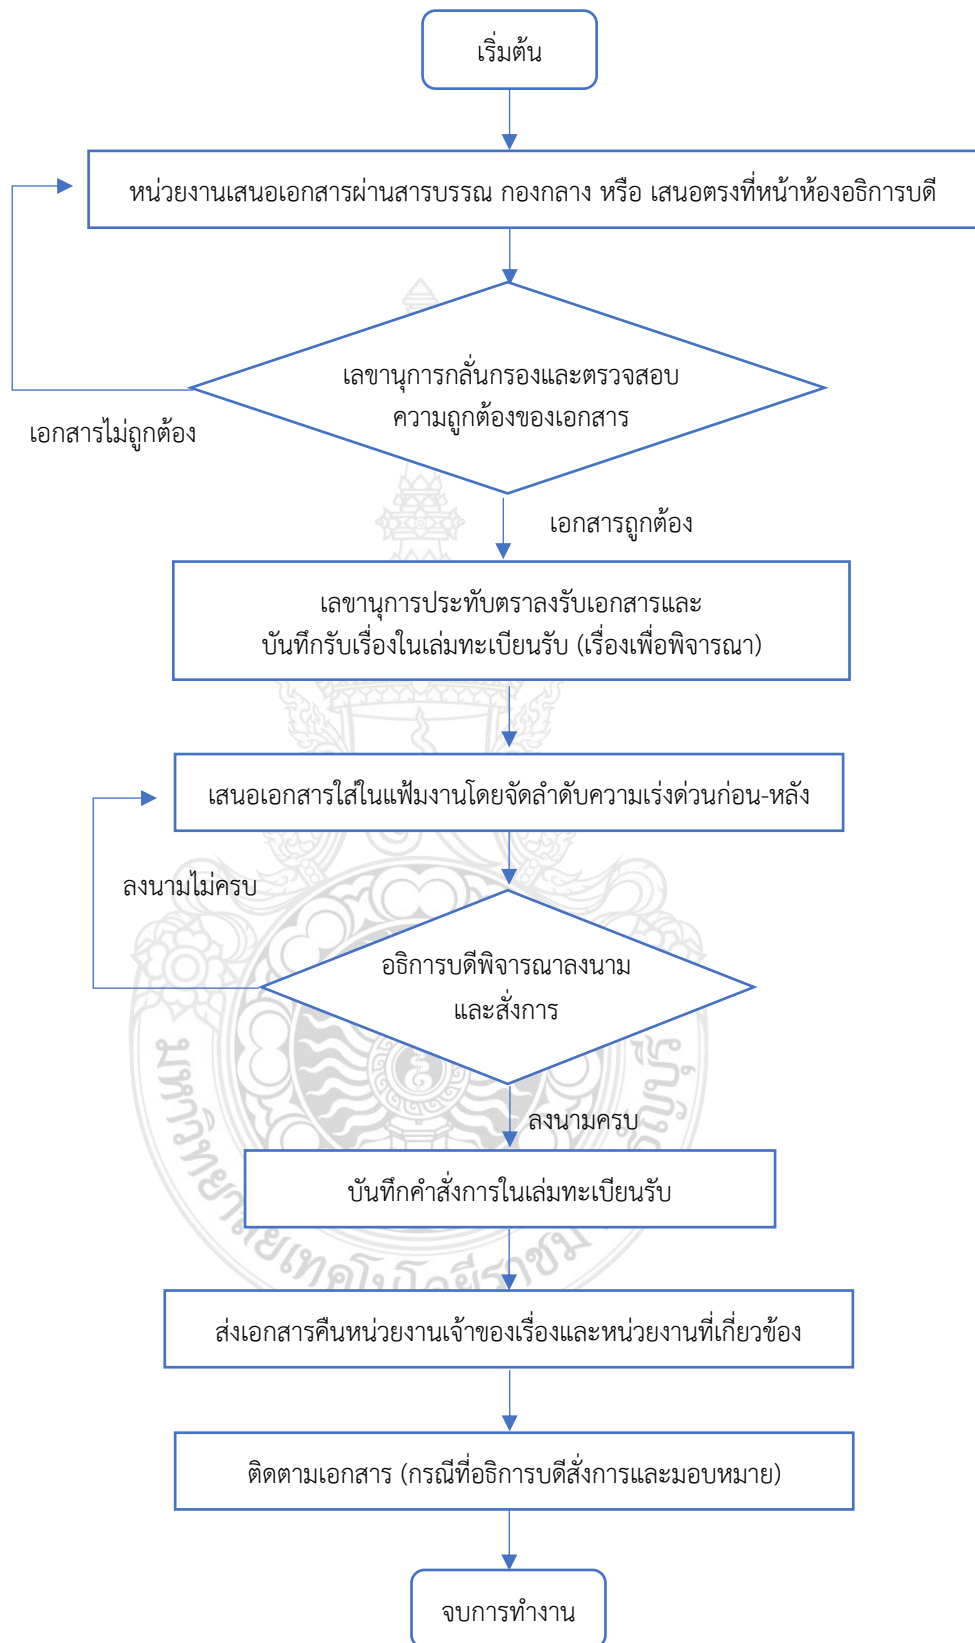 เริ่มต้น
หน่วยงานเสนอเอกสารผ่านสารบรรณ กองกลาง หรือ เสนอตรงที่หน้าห้องอธิการบดี
เลขานุการกลั่นกรองและตรวจสอบ
ความถูกต้องของเอกสาร
เอกสารไม่ถูกต้อง
เอกสารถูกต้อง
เลขานุการประทับตราลงรับเอกสารและ
บันทึกรับเรื่องในเล่มทะเบียนรับ (เรื่องเพื่อพิจารณา)
เสนอเอกสารใส่ในแฟ้มงานโดยจัดลำดับความเร่งด่วนก่อน-หลัง
ลงนามไม่ครบ
อธิการบดีพิจารณาลงนาม
และสั่งการ
ลงนามครบ
บันทึกคำสั่งการในเล่มทะเบียนรับ
ส่งเอกสารคืนหน่วยงานเจ้าของเรื่องและหน่วยงานที่เกี่ยวข้อง
ติดตามเอกสาร (กรณีที่อธิการบดีสั่งการและมอบหมาย)
จบการทำงาน
มหาวิทยาลัยเทคโนโลยีราชม